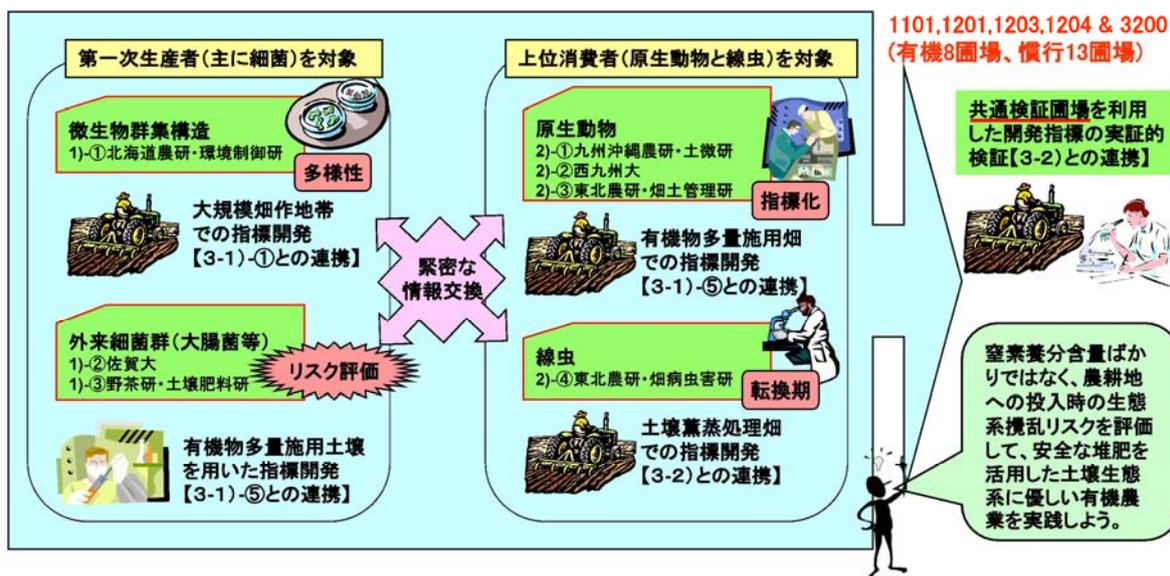 第一次生産者(主に細菌)を対象
微生物群集構造
1)-①北海道農研・環境制御研
多様性
大規模畑作地帯
での指標開発
【3-1)-①との連携】
外来細菌群(大腸菌等)
1)-②佐賀大
1)-③野茶研・土壌肥料研
リスク評価
有機物多量施用土壌
を用いた指標開発
【3-1)-⑤との連携】
緊密な
情報交換
上位消費者(原生動物と線虫)を対象
原生動物
2)-①九州沖縄農研・土微研
2)-②西九州大
2)-③東北農研・畑土管理研
指標化
有機物多量施用畑
での指標開発
【3-1)-⑤との連携】
線虫
2)-④東北農研・畑病虫害研
転換期
土壌薫蒸処理畑
での指標開発
【3-2)との連携】
1101,1201,1203,1204 & 3200
(有機8圃場、慣行13圃場)
共通検証圃場を利用
した開発指標の実証的
検証【3-2)との連携】
窒素養分含量ばか
りではなく、農耕地
への投入時の生態
系攪乱リスクを評価
して、安全な堆肥を
活用した土壌生態
系に優しい有機農
業を実践しよう。